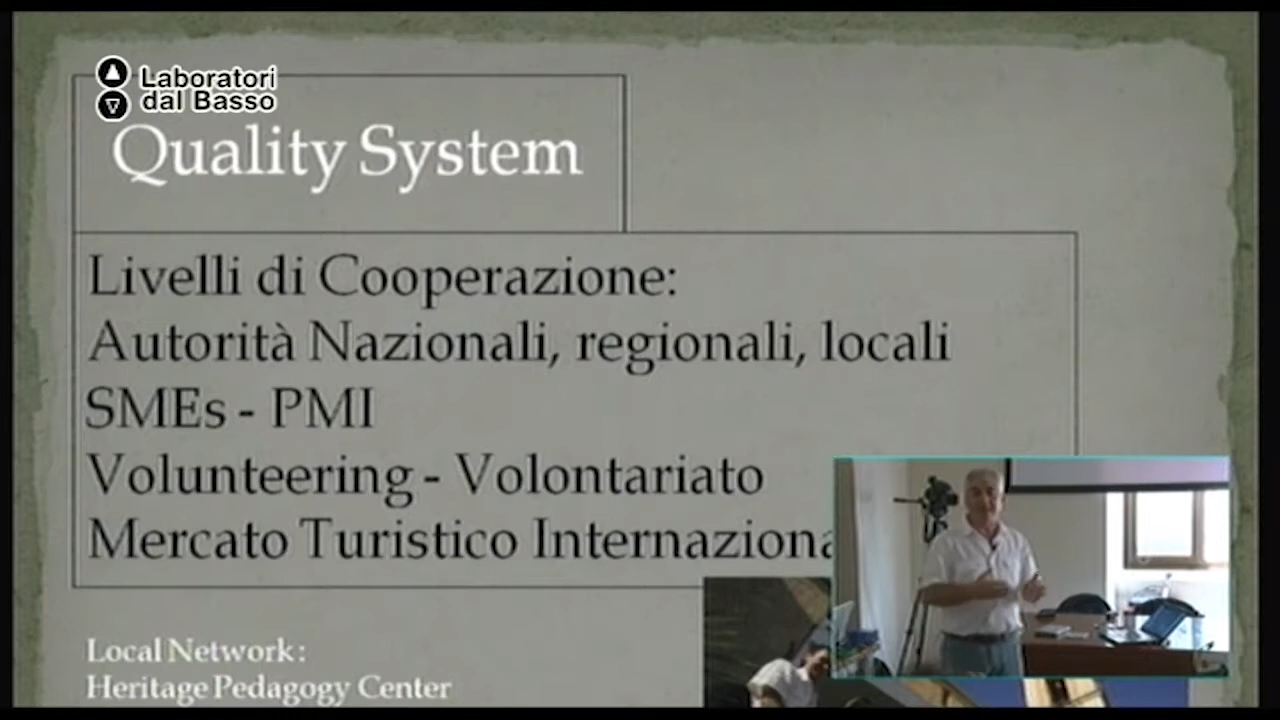 Laboratori
dal Basso
Quality System
Livelli di Cooperazione:
Autorità Nazionali, regionali, locali
SMEs - PMI
Volunteering - Volontariato
Mercato Turistico Internaziona
Local Network:
Heritage Pedagogy Center